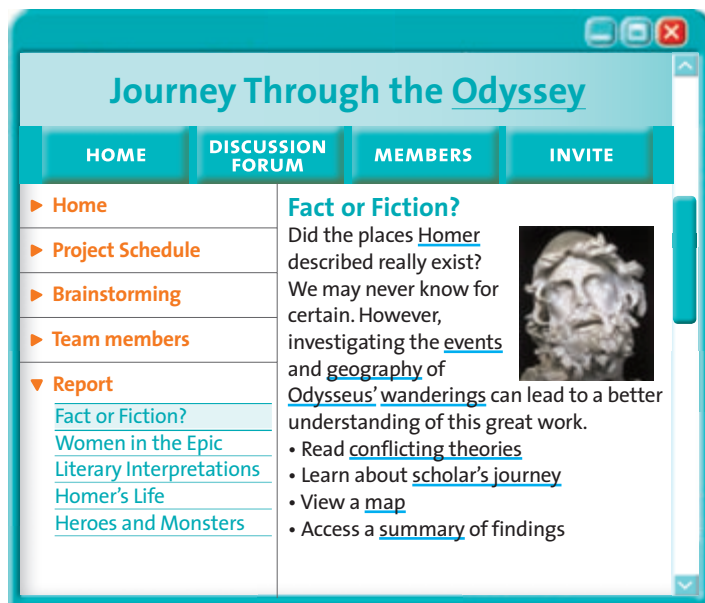 Journey Through the Odyssey
HOME
DISCUSSION
FORUM
MEMBERS
INVITE
Home
Project Schedule
Brainstorming
Team members
Report
Fact or Fiction?
Women in the Epic
Literary Interpretations
Homer's Life
Heroes and Monsters
Fact or Fiction?
Did the places Homer
described really exist?
We may never know for
certain. However,
investigating the events
and geography of
Odysseus' wanderings can lead to a better
understanding of this great work.
• Read conflicting theories
• Learn about scholar's journey
• View a map
• Access a summary of findings